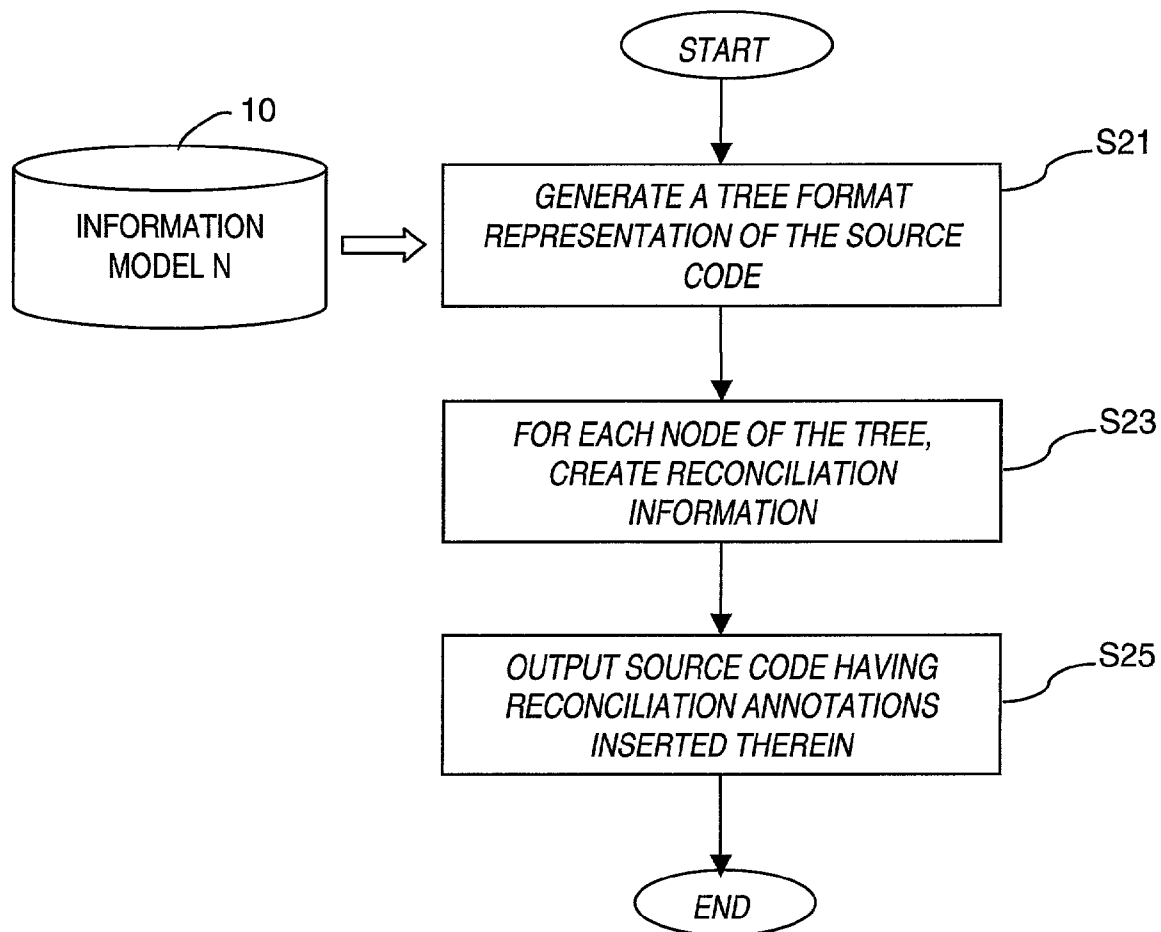 START
10
INFORMATION
MODEL N
S21
GENERATE A TREE FORMAT
REPRESENTATION OF THE SOURCE
CODE
S23
FOR EACH NODE OF THE TREE,
CREATE RECONCILIATION
INFORMATION
S25
OUTPUT SOURCE CODE HAVING
RECONCILIATION ANNOTATIONS
INSERTED THEREIN
END